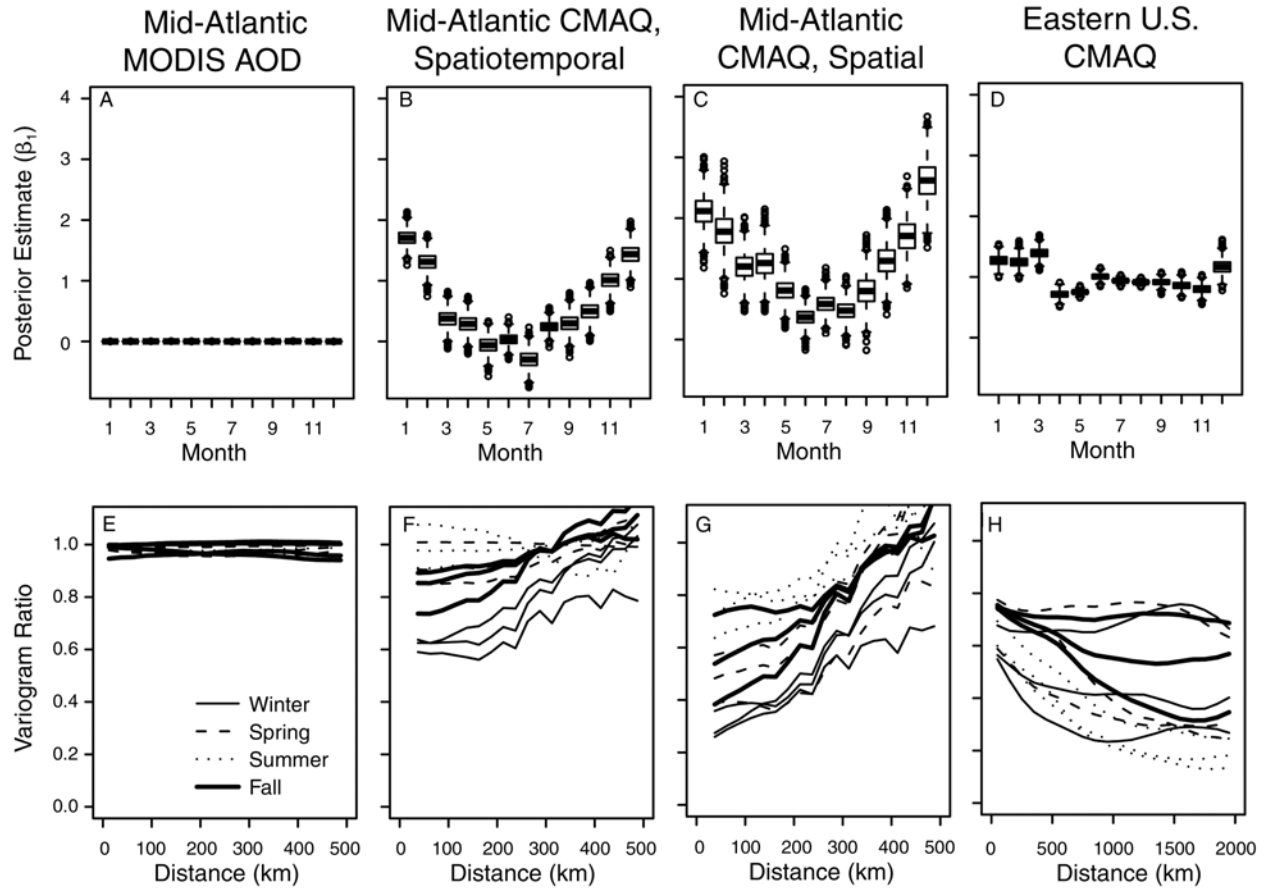 Mid-Atlantic
MODIS AOD
Mid-Atlantic CMAQ,
Spatiotemporal
Mid-Atlantic
CMAQ, Spatial
Eastern U.S.
CMAQ
Posterior Estimate (β₁)
4
3
2
1
0
A
B
C
D
1 3 5 7 9 11
Month
1 3 5 7 9 11
Month
1 3 5 7 9 11
Month
1 3 5 7 9 11
Month
Variogram Ratio
1.0
0.8
0.6
0.4
0.2
0.0
E
Winter
Spring
Summer
Fall
F
G
H
0 100 200 300 400 500
Distance (km)
0 100 200 300 400 500
Distance (km)
0 100 200 300 400 500
Distance (km)
0 500 1000 1500 2000
Distance (km)